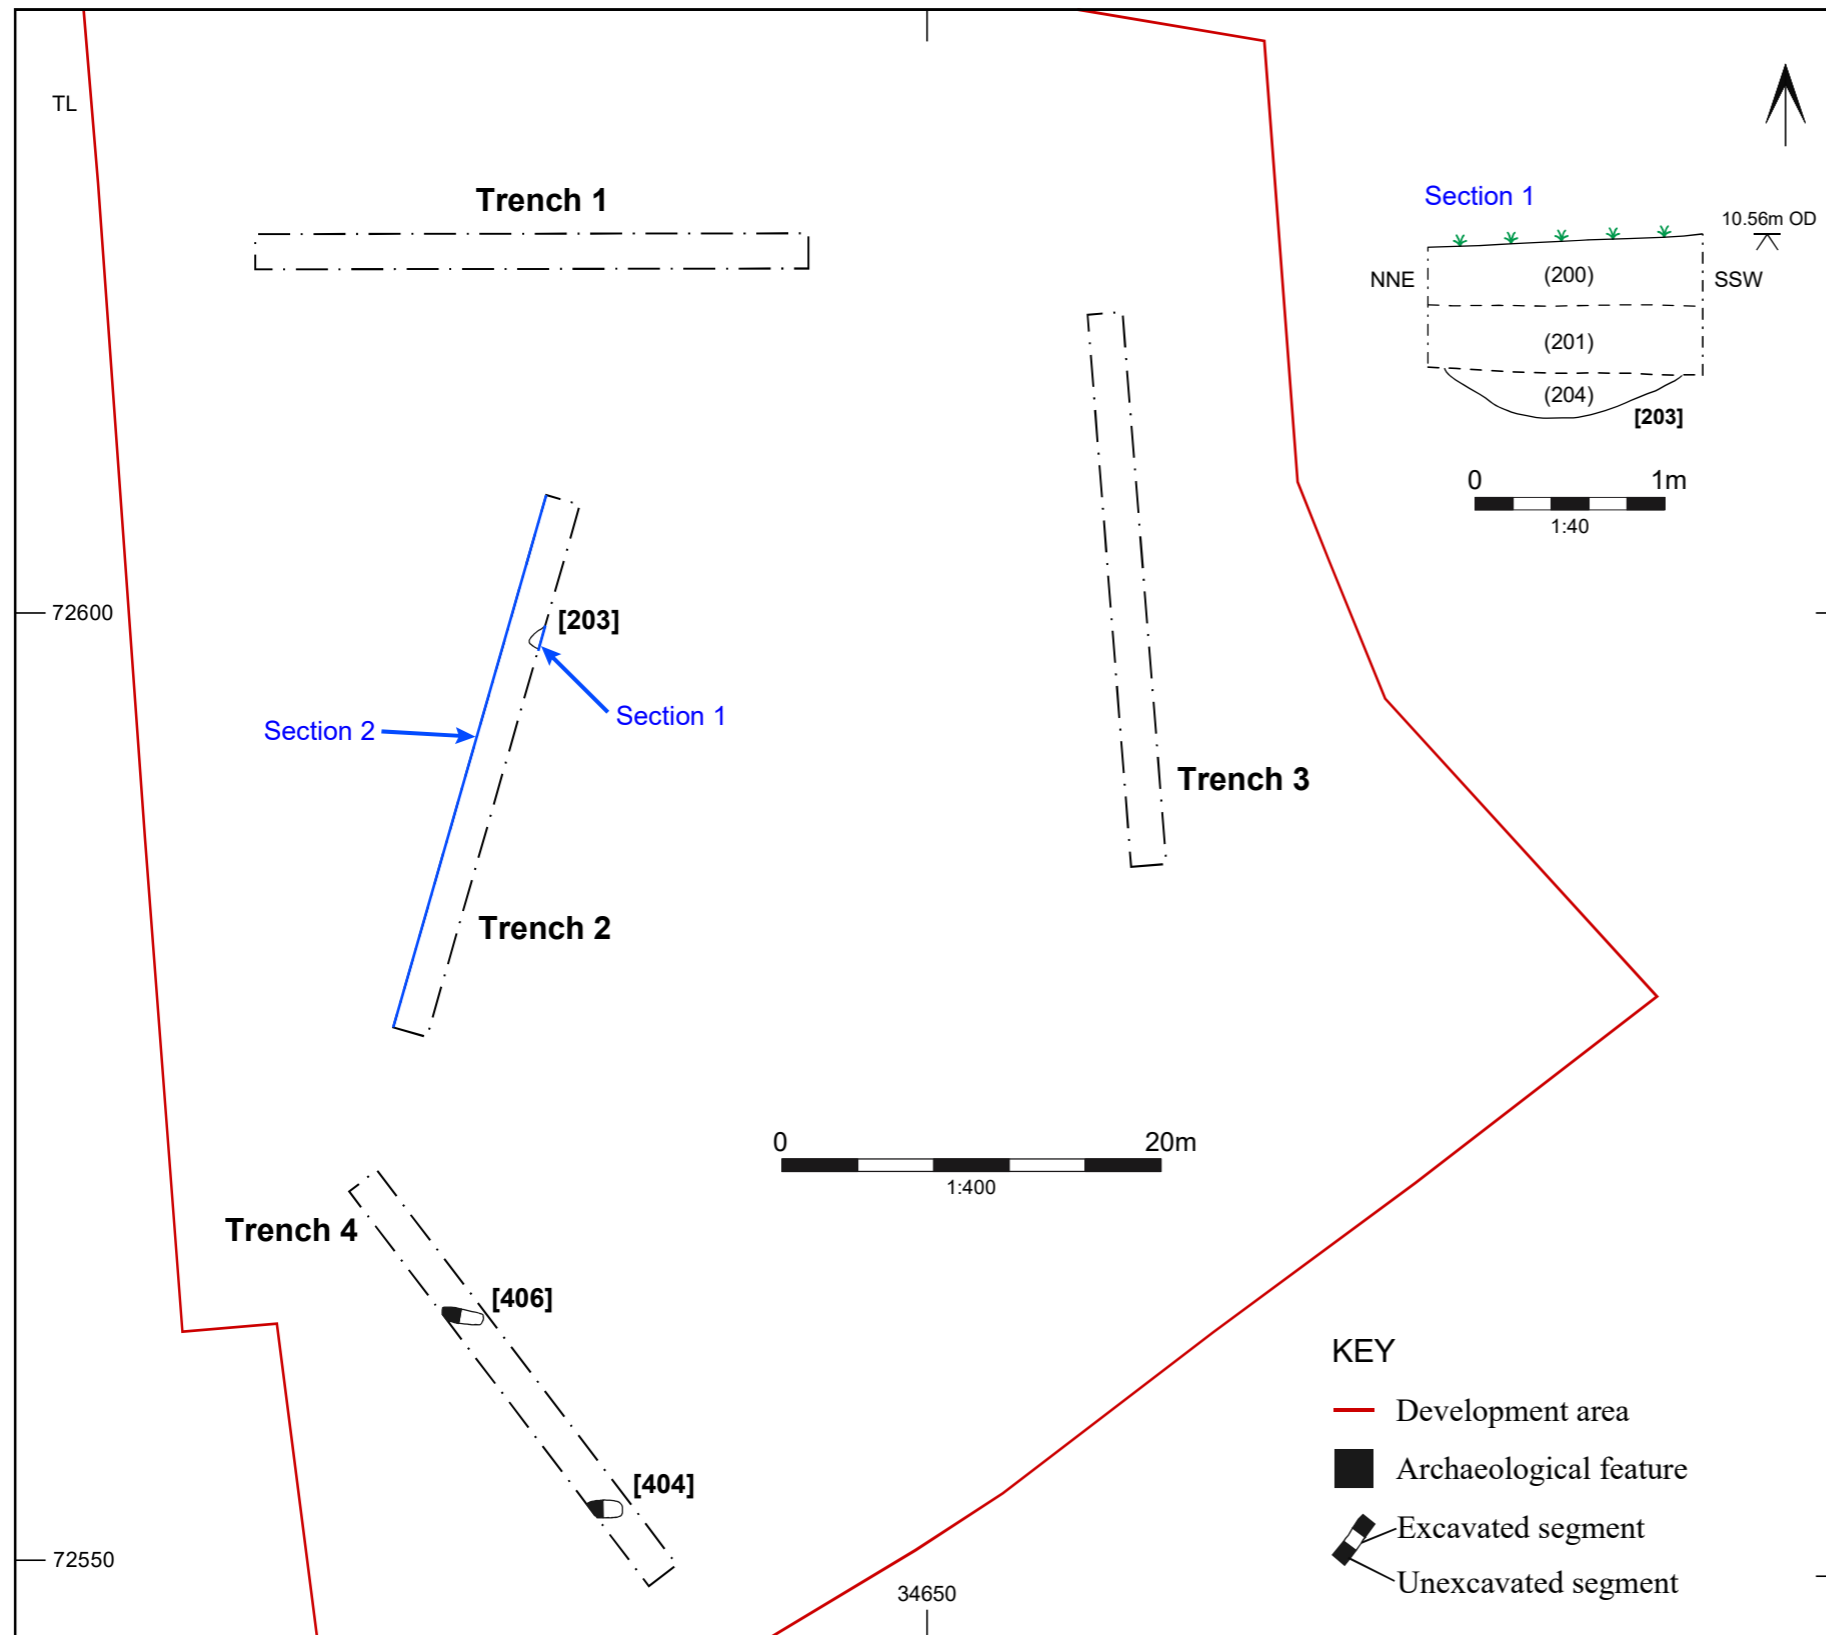 TL
Trench 1
Section 1
10.56m OD
NNE
(200)
SSW
(201)
(204)
[203]
0 1m
1:40
72600
[203]
Section 2
Section 1
Trench 3
Trench 2
0 20m
1:400
Trench 4
[406]
[404]
72550
34650
KEY
Development area
Archaeological feature
Excavated segment
Unexcavated segment